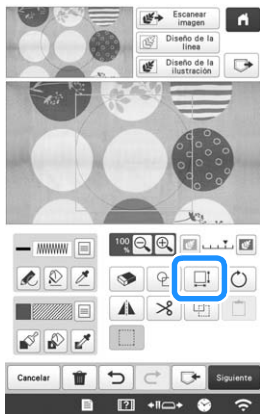 Escanear
imagen
Diseño de la
línea
Diseño de la
ilustración
100
%
Cancelar
Siguiente